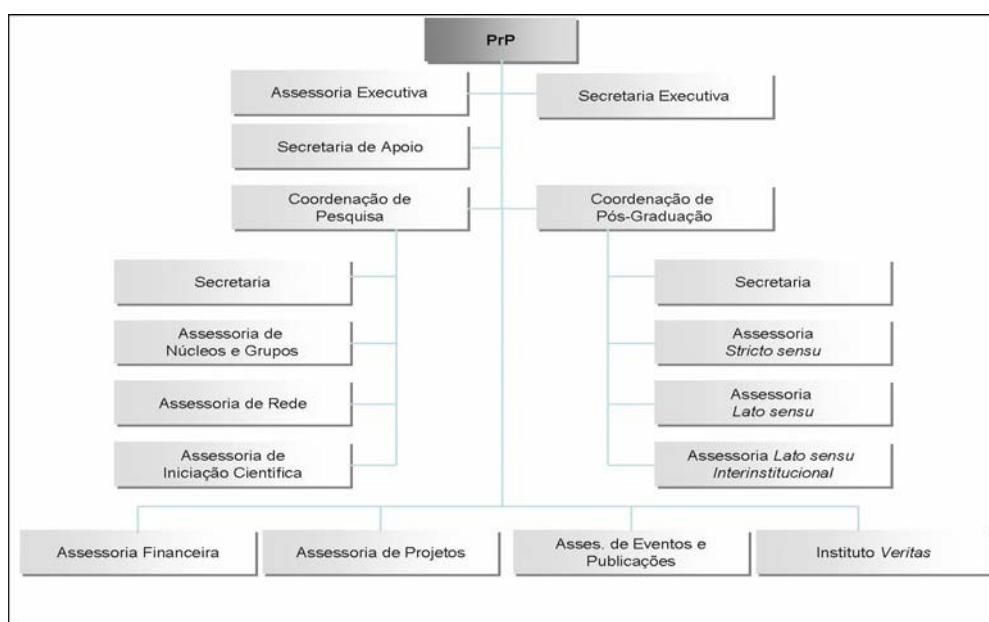 PrP
Assessoria Executiva
Secretaria Executiva
Secretaria de Apoio
Coordenação de
Pesquisa
Coordenação de
Pós-Graduação
Secretaria
Assessoria de
Núcleos e Grupos
Assessoria de Rede
Assessoria de
Iniciação Científica
Secretaria
Assessoria
Stricto sensu
Assessoria
Lato sensu
Assessoria Lato sensu
Interinstitucional
Assessoria Financeira
Assessoria de Projetos
Asses. de Eventos e
Publicações
Instituto Veritas